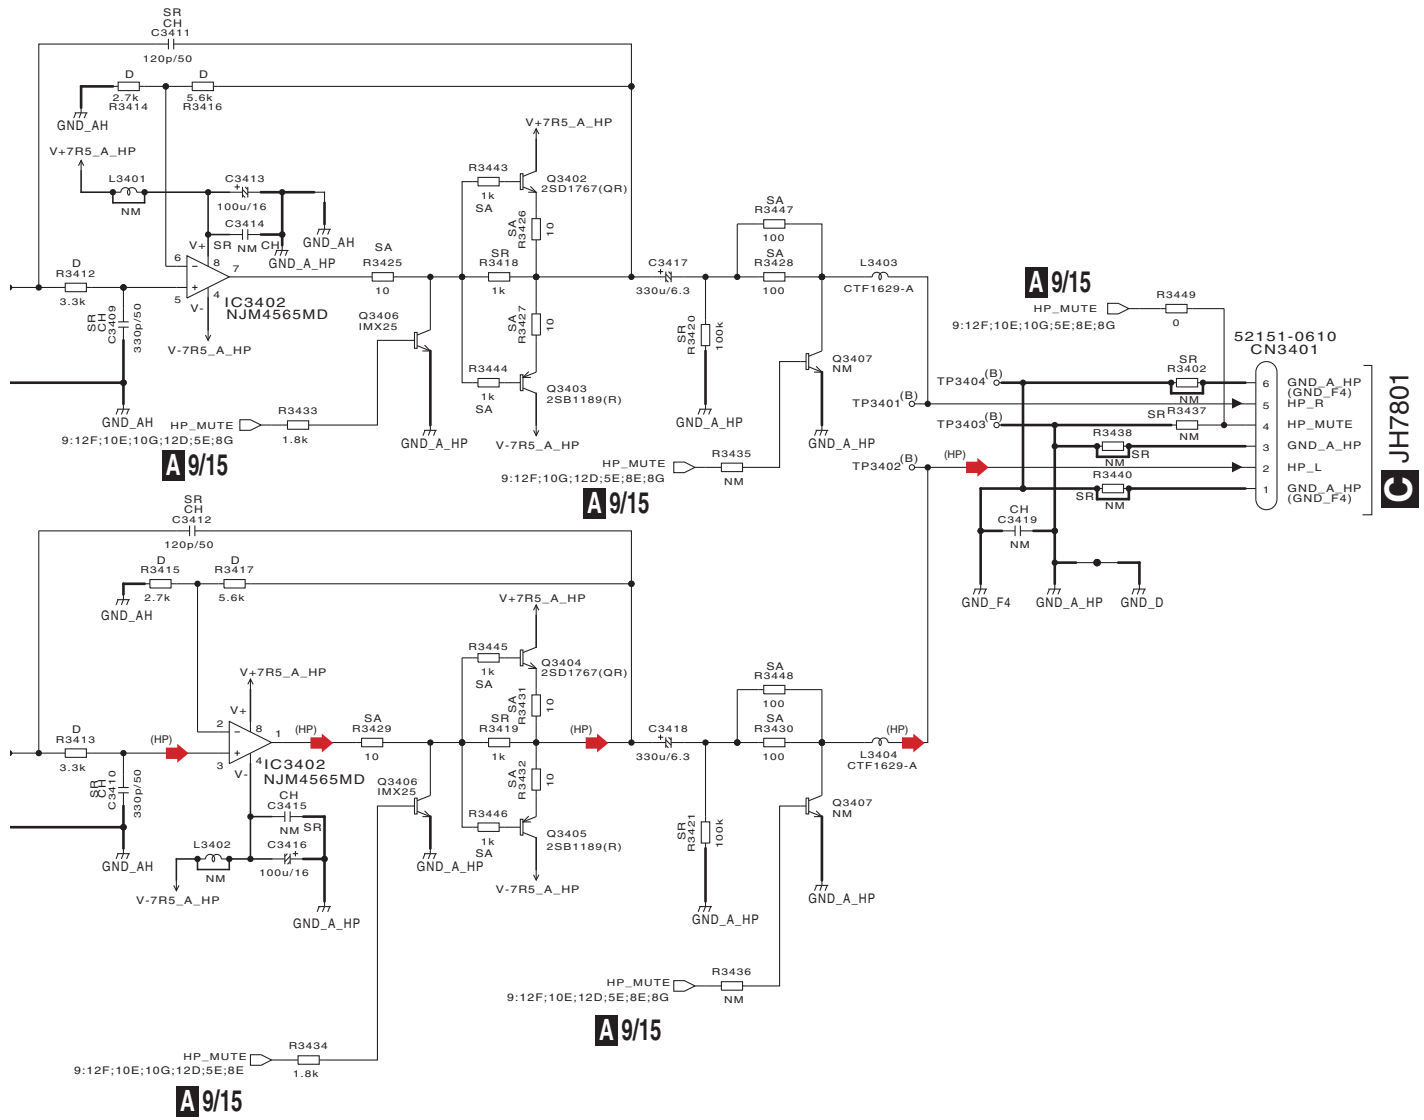 SR
CH
C3411
120p/50
D
2.7k
R3414
D
5.6k
R3416
GND_AH
V+7R5_A_HP
L3401
NM
C3413
100u/16
C3414
SR NM CH
GND_AH
GND_A_HP
V+
6
8
7
5
4
V-
IC3402
NJM4565MD
V-7R5_A_HP
D
R3412
3.3k
SR
CH
C3409
330p/50
GND_AH
SA
R3425
10
Q3406
IMX25
HP_MUTE
9:12F;10E;10G;12D;5E;8G
R3433
1.8k
A 9/15
GND_A_HP
V+7R5_A_HP
R3443
1k
SA
Q3402
2SD1767(QR)
SA
R3426
10
SR
R3418
1k
SA
R3427
10
R3444
1k
SA
Q3403
2SB1189(R)
V-7R5_A_HP
C3417
330u/6.3
SR
R3420
100k
GND_A_HP
SA
R3447
100
SA
R3428
100
L3403
CTF1629-A
Q3407
NM
GND_A_HP
HP_MUTE
9:12F;10G;12D;5E;8E;8G
R3435
NM
A 9/15
A 9/15
HP_MUTE
9:12F;10E;10G;5E;8E;8G
R3449
0
52151-0610
CN3401
TP3404(B)
TP3401(B)
TP3403(B)
TP3402(B)
(HP)
SR
R3402
NM
SR R3437
NM
R3438
NM SR
R3440
SR NM
6 GND_A_HP
(GND_F4)
5 HP_R
4 HP_MUTE
3 GND_A_HP
2 HP_L
1 GND_A_HP
(GND_F4)
C JH7801
CH
C3419
NM
GND_F4
GND_A_HP
GND_D
SR
CH
C3412
120p/50
D
R3415
2.7k
D
R3417
5.6k
GND_AH
V+7R5_A_HP
V+
2
8
1
3
4
V-
IC3402
NJM4565MD
D
R3413
3.3k
(HP)
(HP)
SR
CH
C3410
330p/50
GND_AH
CH
C3415
NM SR
L3402
NM
C3416
100u/16
V-7R5_A_HP
GND_A_HP
SA
R3429
10
Q3406
IMX25
GND_A_HP
V+7R5_A_HP
R3445
1k
SA
Q3404
2SD1767(QR)
SA
R3431
10
SR
R3419
1k
(HP)
SA
R3432
10
R3446
1k
SA
Q3405
2SB1189(R)
V-7R5_A_HP
C3418
330u/6.3
SR
R3421
100k
GND_A_HP
SA
R3448
100
SA
R3430
100
(HP)
L3404
CTF1629-A
Q3407
NM
GND_A_HP
HP_MUTE
9:12F;10E;12D;5E;8E;8G
R3436
NM
A 9/15
HP_MUTE
9:12F;10E;10G;12D;5E;8E
R3434
1.8k
A 9/15